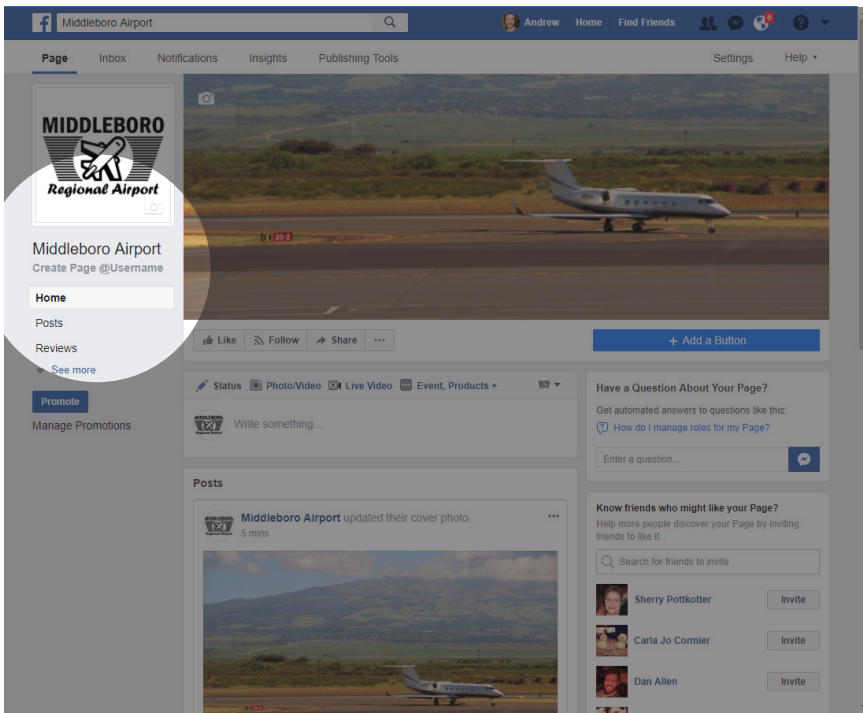 Middleboro Airport
Andrew Home Find Friends
6
Page Inbox Notifications Insights Publishing Tools Settings Help
MIDDLEBORO
Regional Airport
20-2
Middleboro Airport
Create Page @Username
Home
Posts
Reviews
See more
Promote
Manage Promotions
Like Follow Share ...
+ Add a Button
Status Photo/Video Live Video Event, Products +
MIDDLEBORO
Write something...
Posts
Middleboro Airport updated their cover photo.
5 mins
Have a Question About Your Page?
Get automated answers to questions like this:
How do I manage roles for my Page?
Enter a question...
Know friends who might like your Page?
Help more people discover your Page by inviting
friends to like it.
Search for friends to invite
Sherry Pottkotter Invite
Carla Jo Cormier Invite
Dan Allen Invite